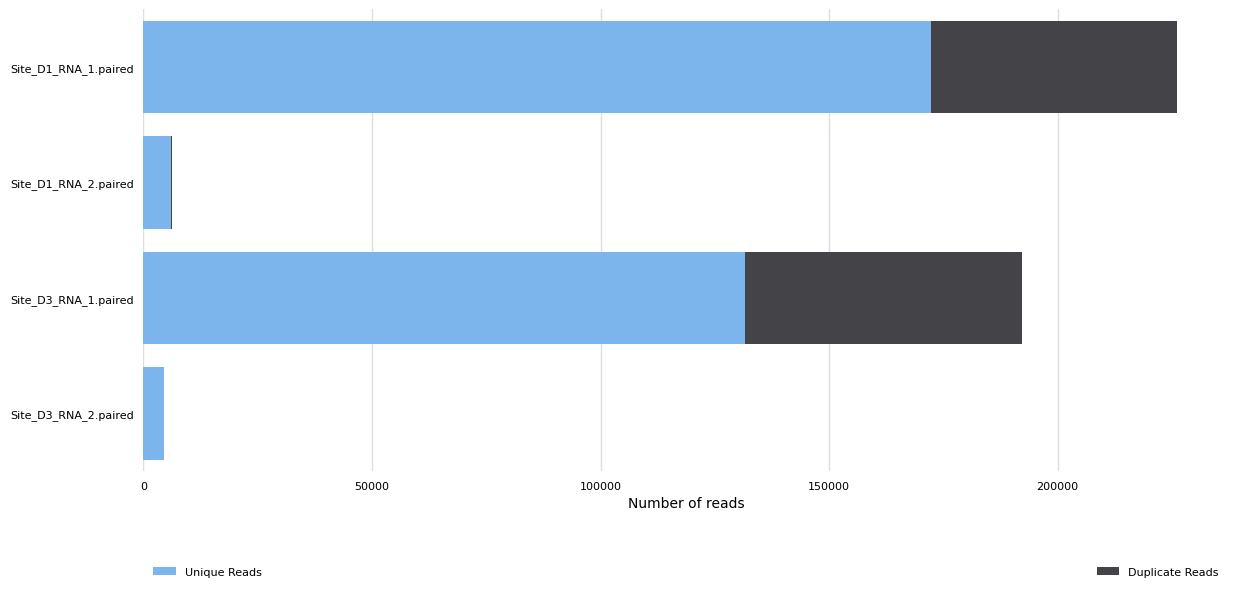 Site_D1_RNA_1.paired
Site_D1_RNA_2.paired
Site_D3_RNA_1.paired
Site_D3_RNA_2.paired
0 50000 100000 150000 200000
Number of reads
Unique Reads Duplicate Reads